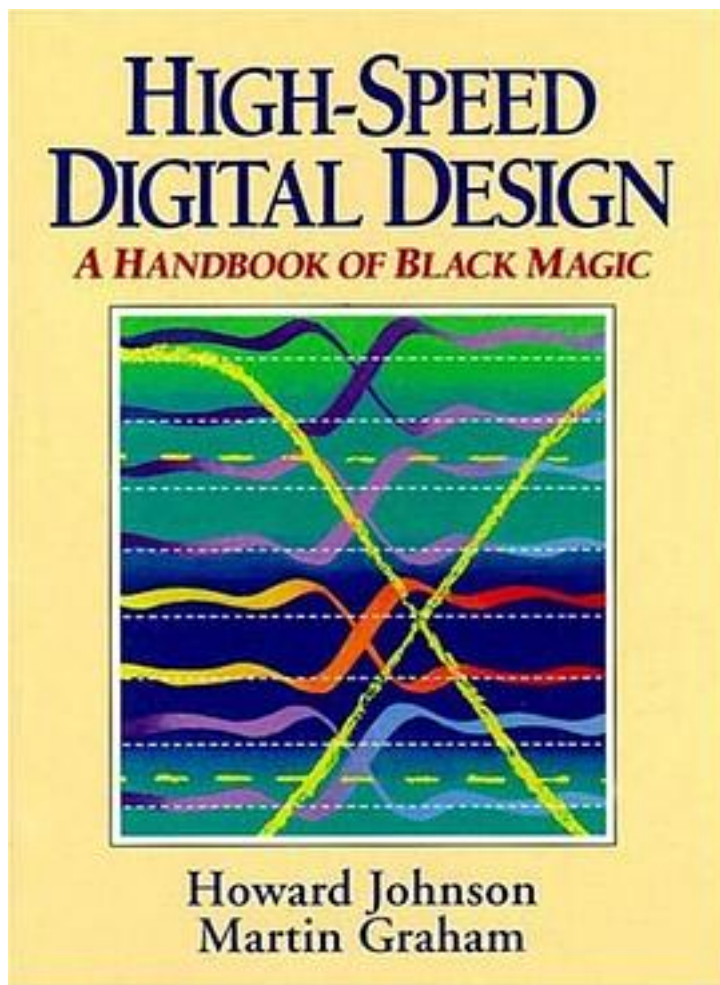 HIGH-SPEED
DIGITAL DESIGN
A HANDBOOK OF BLACK MAGIC
Howard Johnson
Martin Graham